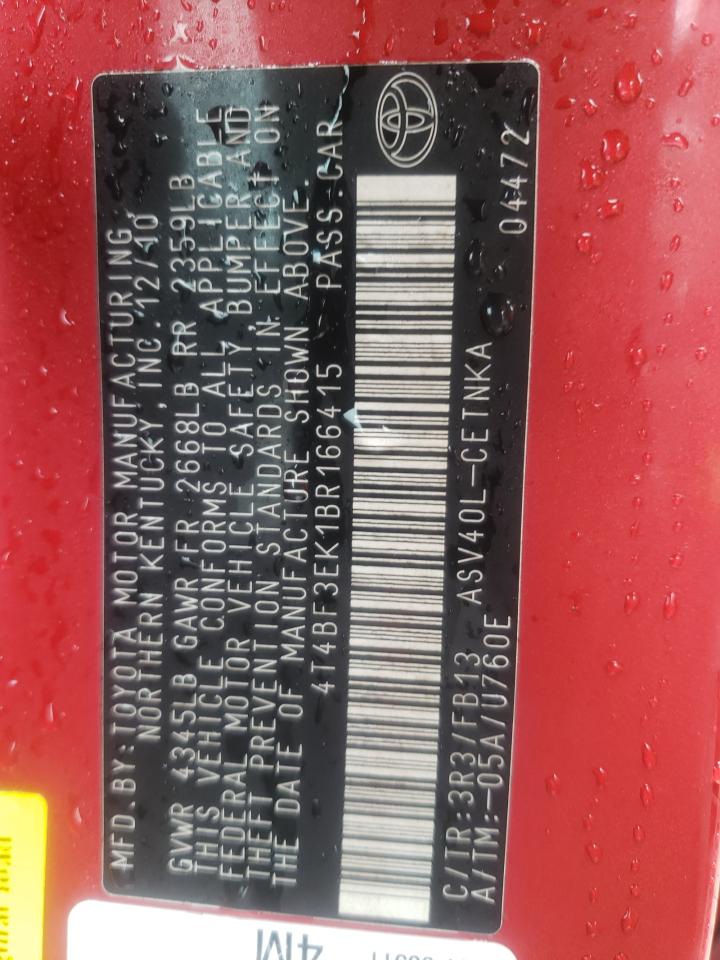 MFD.BY:TOYOTA MOTOR MANUFACTURING,
NORTHERN KENTUCKY,INC.12/10
GVWR 4345LB GAWR FR 2668LB RR 2359LB
THIS VEHICLE CONFORMS TO ALL APPLICABLE
FEDERAL MOTOR VEHICLE SAFETY,BUMPER AND
THEFT PREVENTION STANDARDS IN EFFECT ON
THE DATE OF MANUFACTURE SHOWN ABOVE.
4T4BF3EK1BR166415 PASS.CAR
C/TR:3R3/FB13 ASV40L-CETNKA
A/TM:-05A/U760E 04472
4M